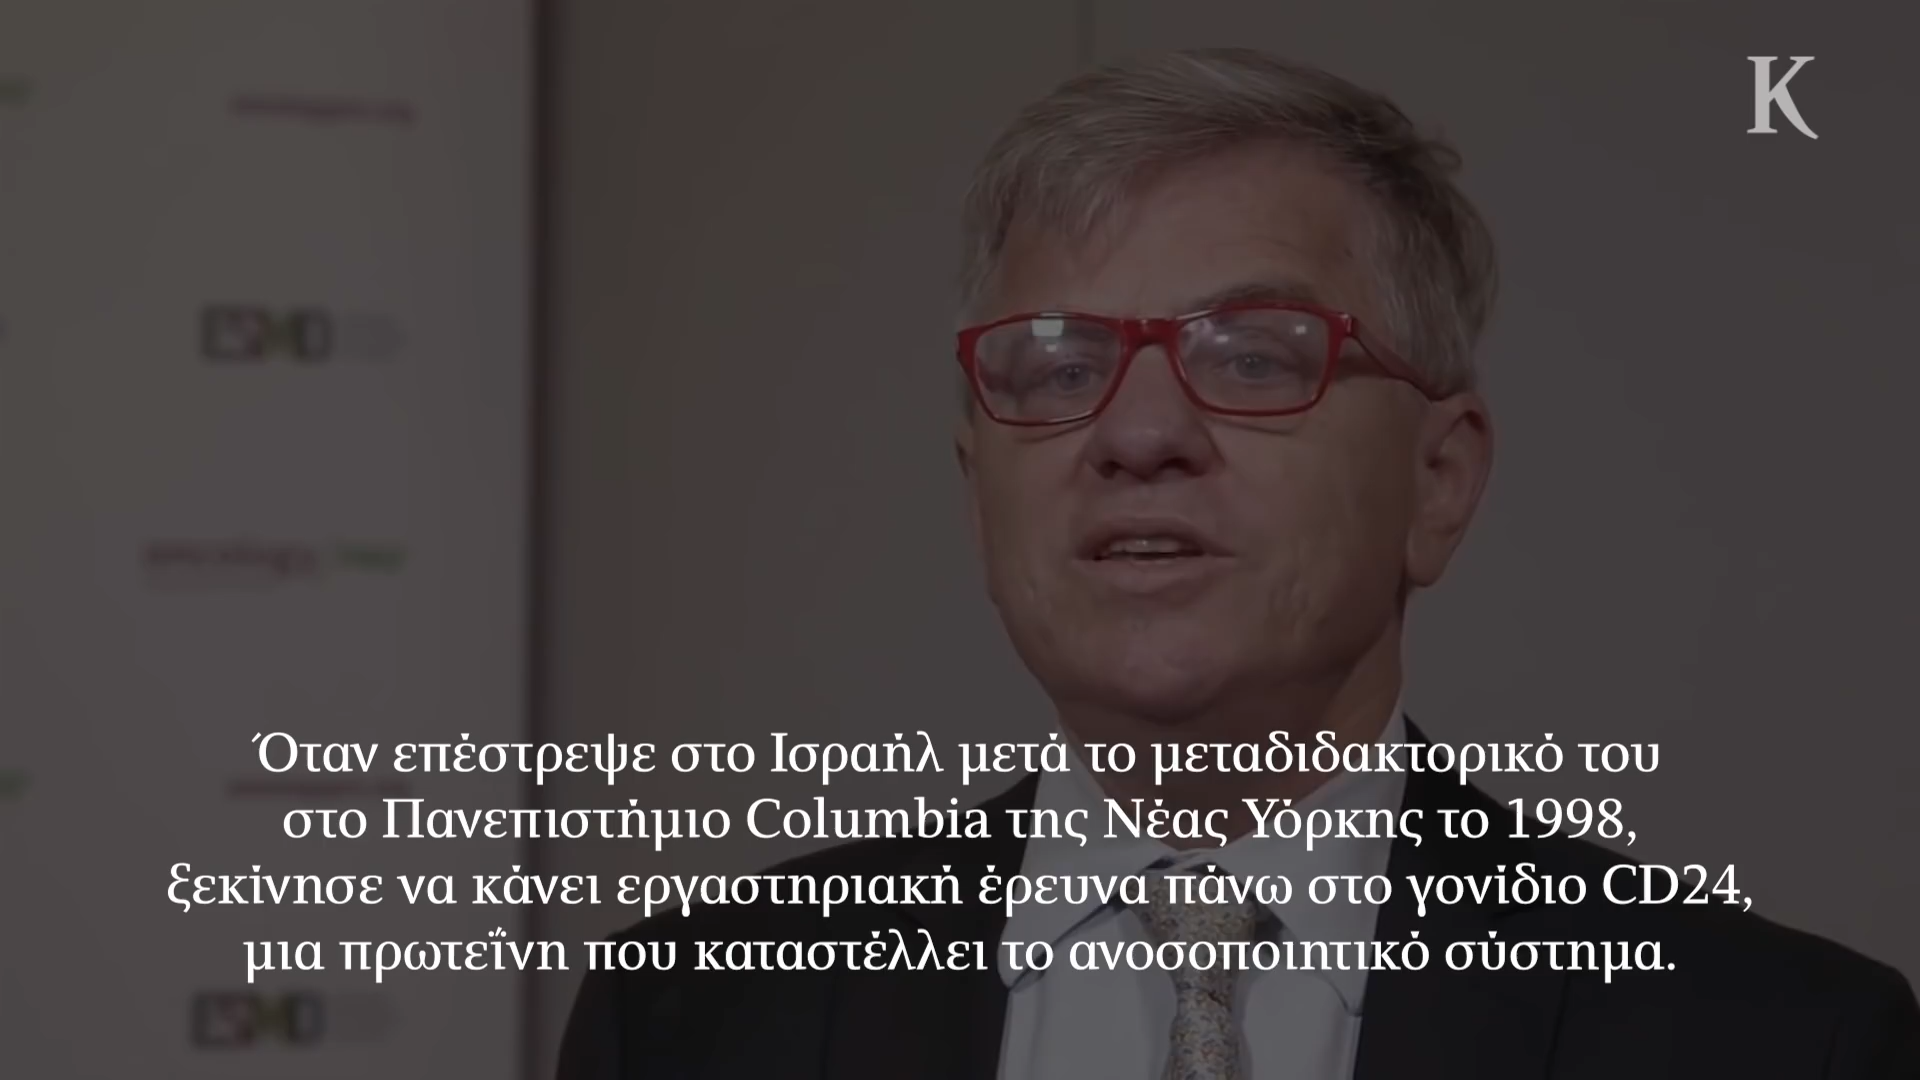 K
Όταν επέστρεψε στο Ισραήλ μετά το μεταδιδακτορικό του
στο Πανεπιστήμιο Columbia της Νέας Υόρκης το 1998,
ξεκίνησε να κάνει εργαστηριακή έρευνα πάνω στο γονίδιο CD24,
μια πρωτεΐνη που καταστέλλει το ανοσοποιητικό σύστημα.